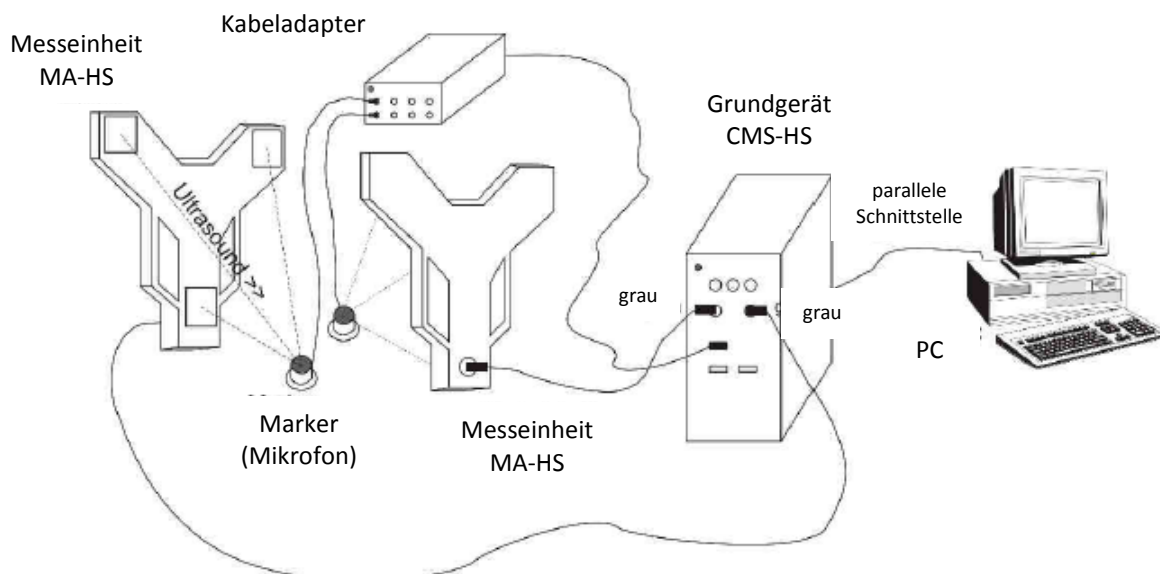 Kabeladapter
Messeinheit
MA-HS
Grundgerät
CMS-HS
parallele
Schnittstelle
Ultrasound >>
grau
grau
PC
Marker
(Mikrofon)
Messeinheit
MA-HS